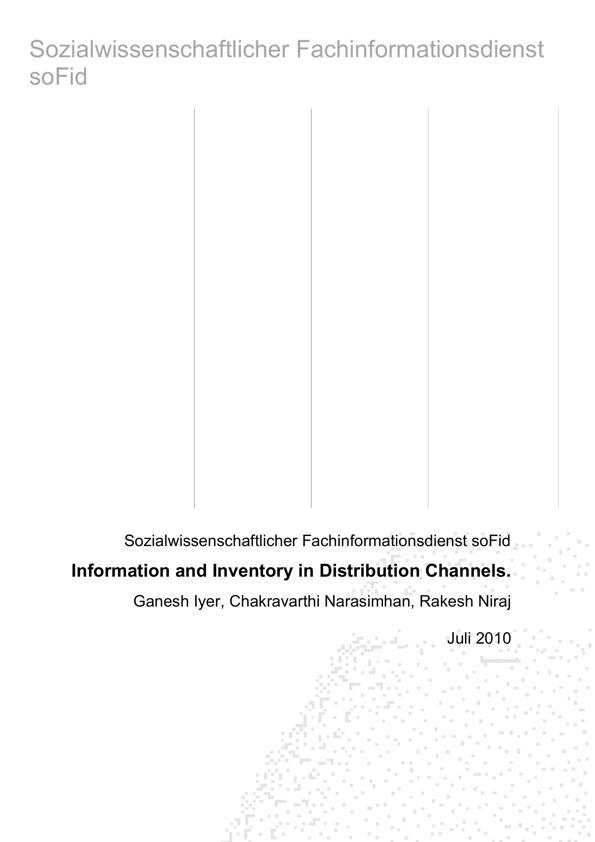 Sozialwissenschaftlicher Fachinformationsdienst
soFid
Sozialwissenschaftlicher Fachinformationsdienst soFid
Information and Inventory in Distribution Channels.
Ganesh Iyer, Chakravarthi Narasimhan, Rakesh Niraj
Juli 2010